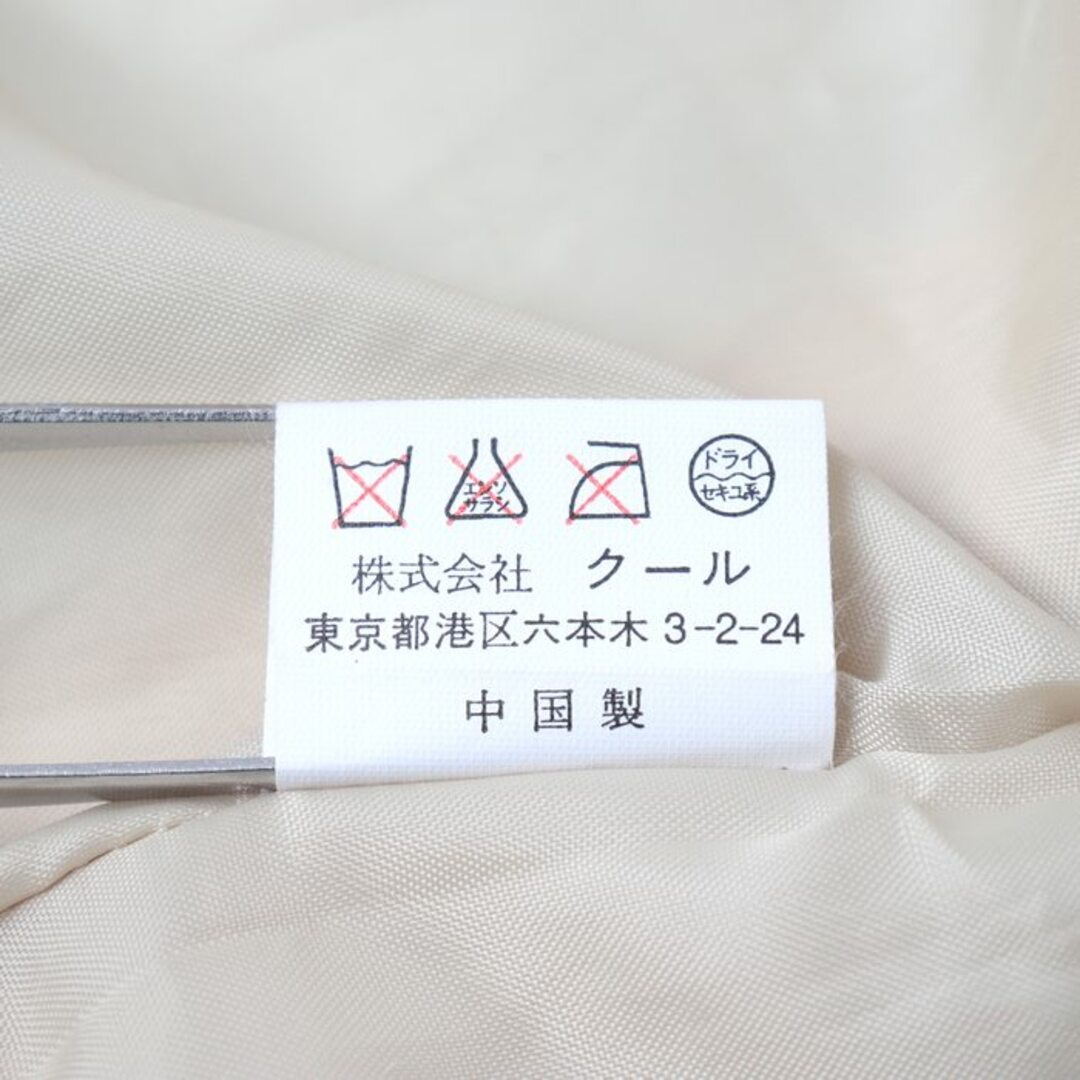 エンソ
サラシ
ドライ
セキユ系
株式会社 クール
東京都港区六本木3-2-24
中国製